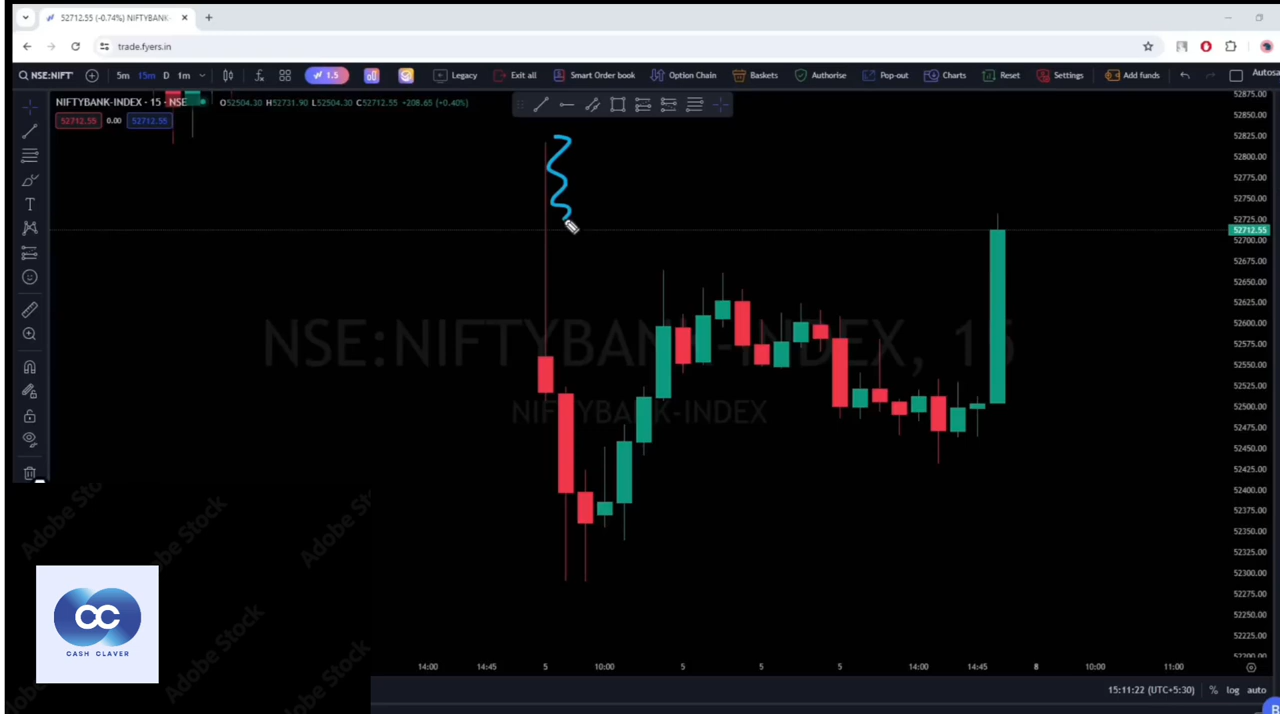 52712.55 (-0.74%) NIFTYBANK-
trade.fyers.in
NSE:NIFT
5m 15m D 1m
1.5
Legacy
Exit all
Smart Order book
Option Chain
Baskets
Authorise
Pop-out
Charts
Reset
Settings
Add funds
Autosa
NIFTYBANK-INDEX · 15 · NSE
O52504.30 H52731.90 L52504.30 C52712.55 +208.65 (+0.40%)
52712.55 0.00 52712.55
52875.00
52850.00
52825.00
52800.00
52775.00
52750.00
52725.00
52712.55
52700.00
52675.00
52650.00
52625.00
52600.00
52575.00
52550.00
52525.00
52500.00
52475.00
52450.00
52425.00
52400.00
52375.00
52350.00
52325.00
52300.00
52275.00
52250.00
52225.00
52200.00
NSE:NIFTYBANK-INDEX, 15
NIFTYBANK-INDEX
Adobe Stock
Adobe Stock
CASH CLAVER
14:00 14:45 5 10:00 5 5 5 14:00 14:45 8 10:00 11:00
15:11:22 (UTC+5:30) % log auto